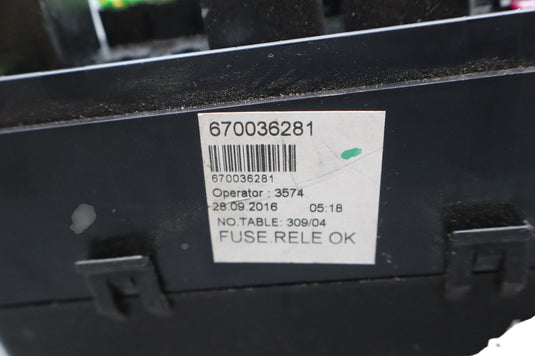 670036281
670036281
Operator : 3574
28.09.2016 05:18
NO.TABLE: 309/04
FUSE.RELE OK